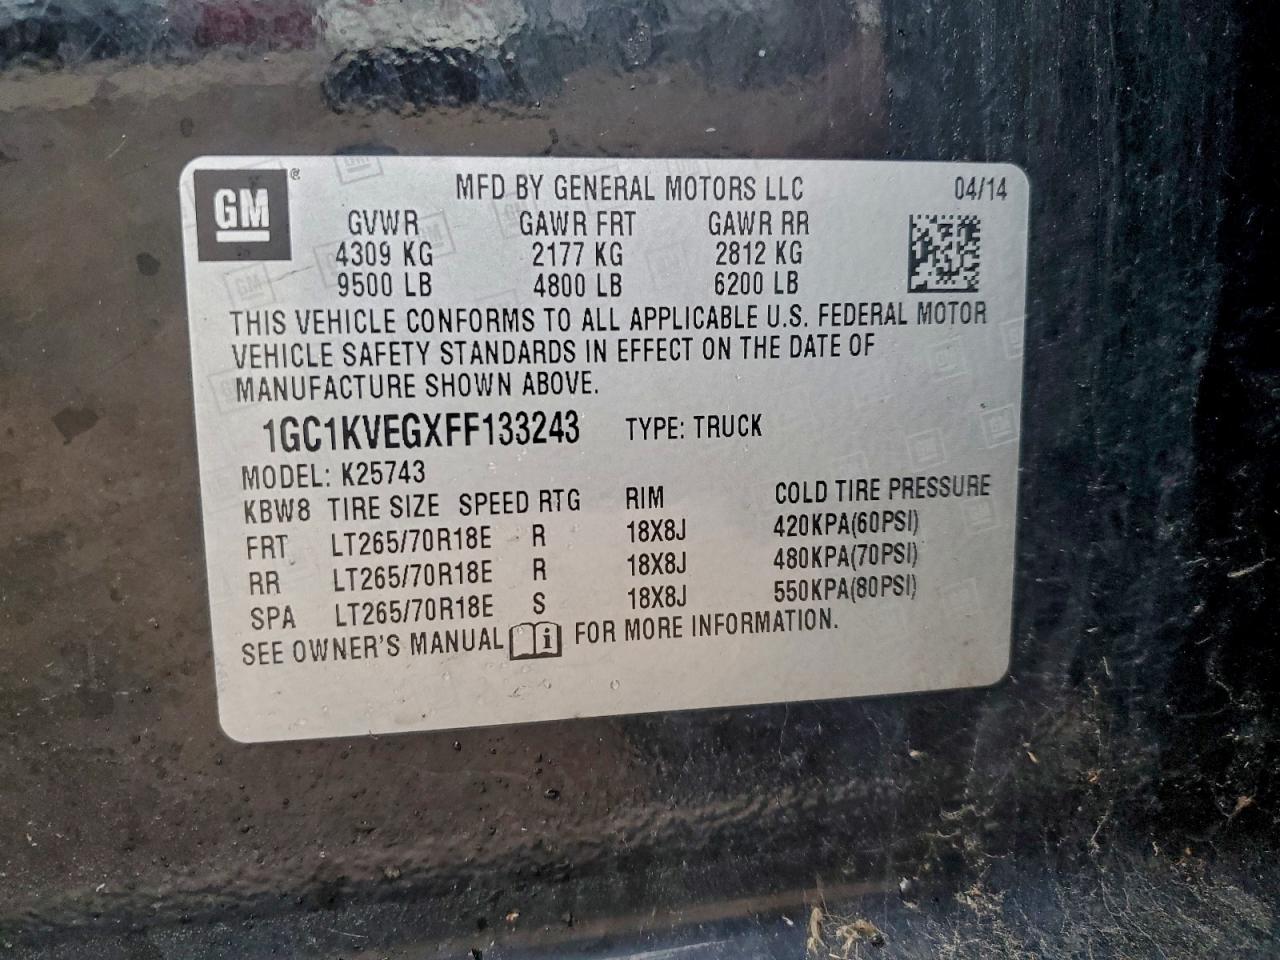 GM ® MFD BY GENERAL MOTORS LLC 04/14
GVWR GAWR FRT GAWR RR
4309 KG 2177 KG 2812 KG
9500 LB 4800 LB 6200 LB
THIS VEHICLE CONFORMS TO ALL APPLICABLE U.S. FEDERAL MOTOR
VEHICLE SAFETY STANDARDS IN EFFECT ON THE DATE OF
MANUFACTURE SHOWN ABOVE.
1GC1KVEGXFF133243 TYPE: TRUCK
MODEL: K25743
KBW8 TIRE SIZE SPEED RTG RIM COLD TIRE PRESSURE
FRT LT265/70R18E R 18X8J 420KPA(60PSI)
RR LT265/70R18E R 18X8J 480KPA(70PSI)
SPA LT265/70R18E S 18X8J 550KPA(80PSI)
SEE OWNER'S MANUAL i FOR MORE INFORMATION.